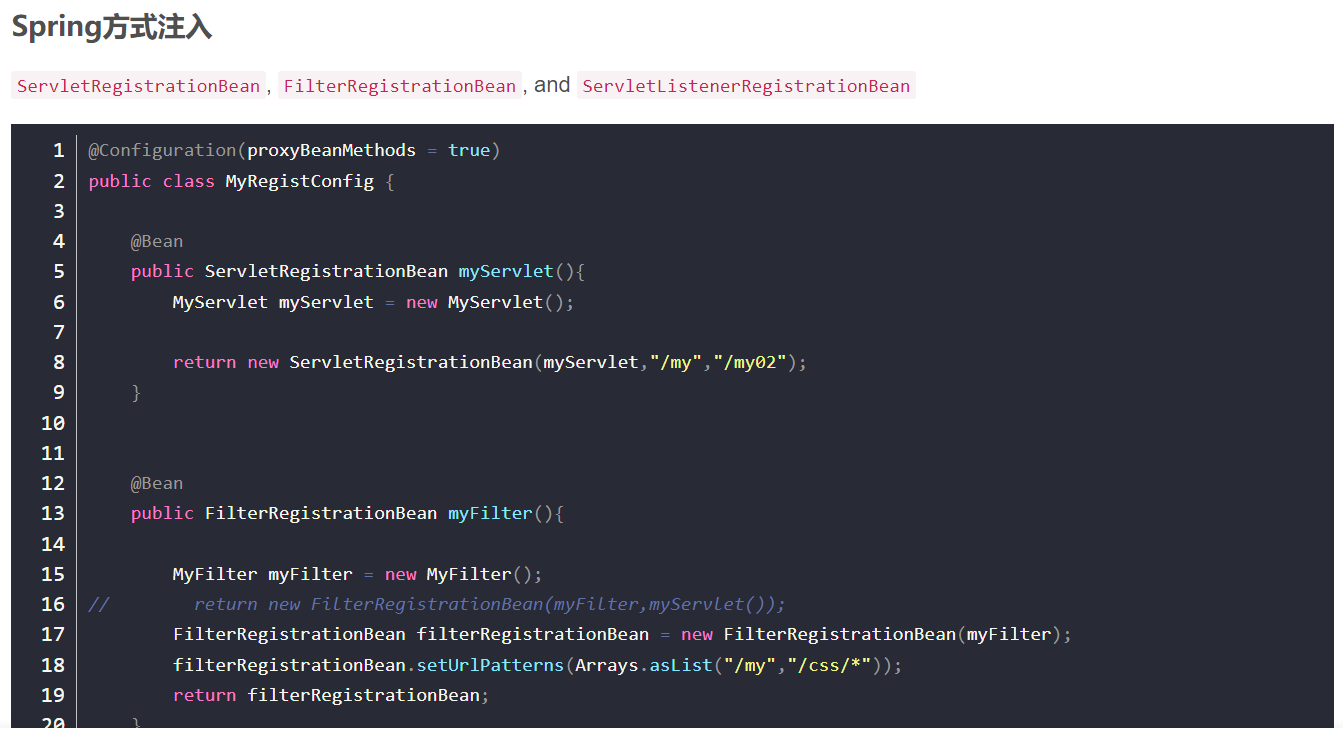 Spring方式注入
ServletRegistrationBean, FilterRegistrationBean, and ServletListenerRegistrationBean
1 @Configuration(proxyBeanMethods = true)
2 public class MyRegistConfig {
3
4     @Bean
5     public ServletRegistrationBean myServlet(){
6         MyServlet myServlet = new MyServlet();
7
8         return new ServletRegistrationBean(myServlet,"/my","/my02");
9     }
10
11
12     @Bean
13     public FilterRegistrationBean myFilter(){
14
15         MyFilter myFilter = new MyFilter();
16 //        return new FilterRegistrationBean(myFilter,myServlet());
17         FilterRegistrationBean filterRegistrationBean = new FilterRegistrationBean(myFilter);
18         filterRegistrationBean.setUrlPatterns(Arrays.asList("/my","/css/*"));
19         return filterRegistrationBean;
20     }